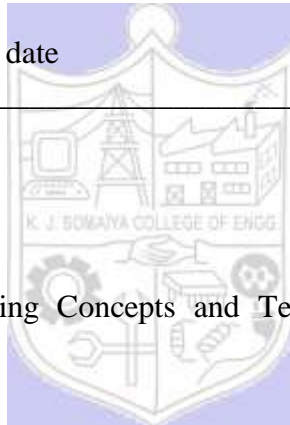 date
K. J. SOMAIYA COLLEGE OF ENGG.
ing Concepts and Te